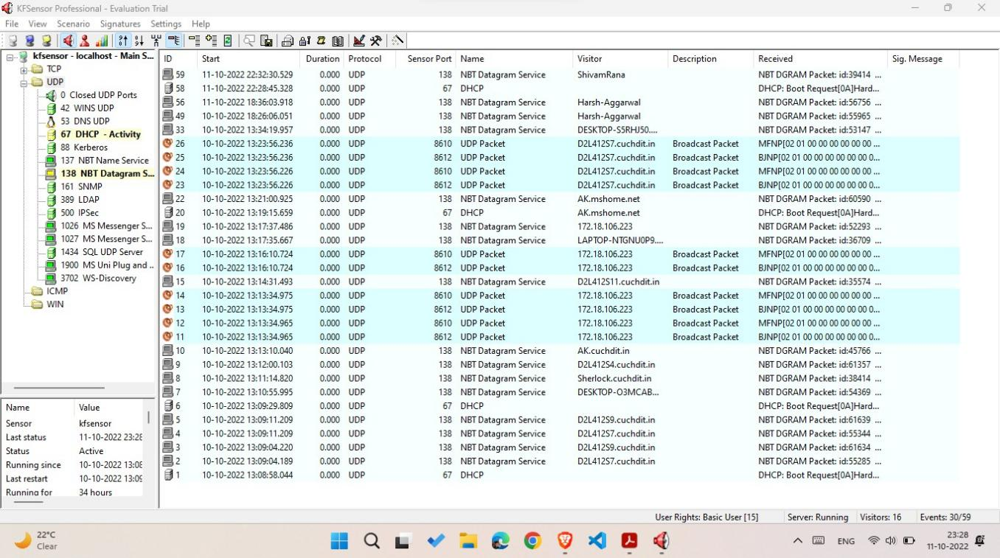 KFSensor Professional - Evaluation Trial
File View Scenario Signatures Settings Help
kfsensor - localhost - Main S...
TCP
UDP
0 Closed UDP Ports
42 WINS UDP
53 DNS UDP
67 DHCP - Activity
88 Kerberos
137 NBT Name Service
138 NBT Datagram S...
161 SNMP
389 LDAP
500 IPSec
1026 MS Messenger S...
1027 MS Messenger S...
1434 SQL UDP Server
1900 MS Uni Plug and ..
3702 WS-Discovery
ICMP
WIN
Name Value
Sensor kfsensor
Last status 11-10-2022 23:28
Status Active
Running since 10-10-2022 13:08
Last restart 10-10-2022 13:09
Running for 34 hours
ID Start Duration Protocol Sensor Port Name Visitor Description Received Sig. Message
59 11-10-2022 22:32:30.529 0.000 UDP 138 NBT Datagram Service ShivamRana NBT DGRAM Packet: id:39414 ...
58 11-10-2022 22:28:45.328 0.000 UDP 67 DHCP DHCP: Boot Request[0A]Hard...
56 11-10-2022 18:36:03.918 0.000 UDP 138 NBT Datagram Service Harsh-Aggarwal NBT DGRAM Packet: id:56756 ...
49 10-10-2022 18:26:06.051 0.000 UDP 138 NBT Datagram Service Harsh-Aggarwal NBT DGRAM Packet: id:55965 ...
33 10-10-2022 13:34:19.957 0.000 UDP 138 NBT Datagram Service DESKTOP-S5RHJ50.... NBT DGRAM Packet: id:53147 ...
26 10-10-2022 13:23:56.236 0.000 UDP 8610 UDP Packet D2L412S7.cuchdit.in Broadcast Packet MFNP[02 01 00 00 00 00 00 00 ...
25 10-10-2022 13:23:56.236 0.000 UDP 8612 UDP Packet D2L412S7.cuchdit.in Broadcast Packet BJNP[02 01 00 00 00 00 00 0...
24 10-10-2022 13:23:56.226 0.000 UDP 8610 UDP Packet D2L412S7.cuchdit.in Broadcast Packet MFNP[02 01 00 00 00 00 00 00 ...
23 10-10-2022 13:23:56.226 0.000 UDP 8612 UDP Packet D2L412S7.cuchdit.in Broadcast Packet BJNP[02 01 00 00 00 00 00 0...
22 10-10-2022 13:21:00.925 0.000 UDP 138 NBT Datagram Service AK.mshome.net NBT DGRAM Packet: id:60590 ...
20 10-10-2022 13:19:15.659 0.000 UDP 67 DHCP AK.mshome.net DHCP: Boot Request[0A]Hard...
19 10-10-2022 13:17:37.486 0.000 UDP 138 NBT Datagram Service 172.18.106.223 NBT DGRAM Packet: id:52293 ...
18 10-10-2022 13:17:35.667 0.000 UDP 138 NBT Datagram Service LAPTOP-NTGNU0P9.... NBT DGRAM Packet: id:36709 ...
17 10-10-2022 13:16:10.724 0.000 UDP 8610 UDP Packet 172.18.106.223 Broadcast Packet MFNP[02 01 00 00 00 00 00 00 ...
16 10-10-2022 13:16:10.724 0.000 UDP 8612 UDP Packet 172.18.106.223 Broadcast Packet BJNP[02 01 00 00 00 00 00 0...
15 10-10-2022 13:14:31.493 0.000 UDP 138 NBT Datagram Service D2L412S11.cuchdit.in NBT DGRAM Packet: id:35574 ...
14 10-10-2022 13:13:34.975 0.000 UDP 8610 UDP Packet 172.18.106.223 Broadcast Packet MFNP[02 01 00 00 00 00 00 00 ...
13 10-10-2022 13:13:34.975 0.000 UDP 8612 UDP Packet 172.18.106.223 Broadcast Packet BJNP[02 01 00 00 00 00 00 0...
12 10-10-2022 13:13:34.965 0.000 UDP 8610 UDP Packet 172.18.106.223 Broadcast Packet MFNP[02 01 00 00 00 00 00 00 ...
11 10-10-2022 13:13:34.965 0.000 UDP 8612 UDP Packet 172.18.106.223 Broadcast Packet BJNP[02 01 00 00 00 00 00 0...
10 10-10-2022 13:13:10.040 0.000 UDP 138 NBT Datagram Service AK.cuchdit.in NBT DGRAM Packet: id:45766 ...
9 10-10-2022 13:12:00.103 0.000 UDP 138 NBT Datagram Service D2L412S4.cuchdit.in NBT DGRAM Packet: id:61357 ...
8 10-10-2022 13:11:14.820 0.000 UDP 138 NBT Datagram Service Sherlock.cuchdit.in NBT DGRAM Packet: id:38414 ...
7 10-10-2022 13:10:55.995 0.000 UDP 138 NBT Datagram Service DESKTOP-O3MCAB... NBT DGRAM Packet: id:54369 ...
6 10-10-2022 13:09:29.809 0.000 UDP 67 DHCP DHCP: Boot Request[0A]Hard...
5 10-10-2022 13:09:11.209 0.000 UDP 138 NBT Datagram Service D2L412S9.cuchdit.in NBT DGRAM Packet: id:61639 ...
4 10-10-2022 13:09:11.209 0.000 UDP 138 NBT Datagram Service D2L412S7.cuchdit.in NBT DGRAM Packet: id:55344 ...
3 10-10-2022 13:09:04.220 0.000 UDP 138 NBT Datagram Service D2L412S9.cuchdit.in NBT DGRAM Packet: id:61634 ...
2 10-10-2022 13:09:04.189 0.000 UDP 138 NBT Datagram Service D2L412S7.cuchdit.in NBT DGRAM Packet: id:55285 ...
1 10-10-2022 13:08:58.044 0.000 UDP 67 DHCP DHCP: Boot Request[0A]Hard...
User Rights: Basic User [15] Server: Running Visitors: 16 Events: 30/59
22°C
Clear
ENG
23:28
11-10-2022